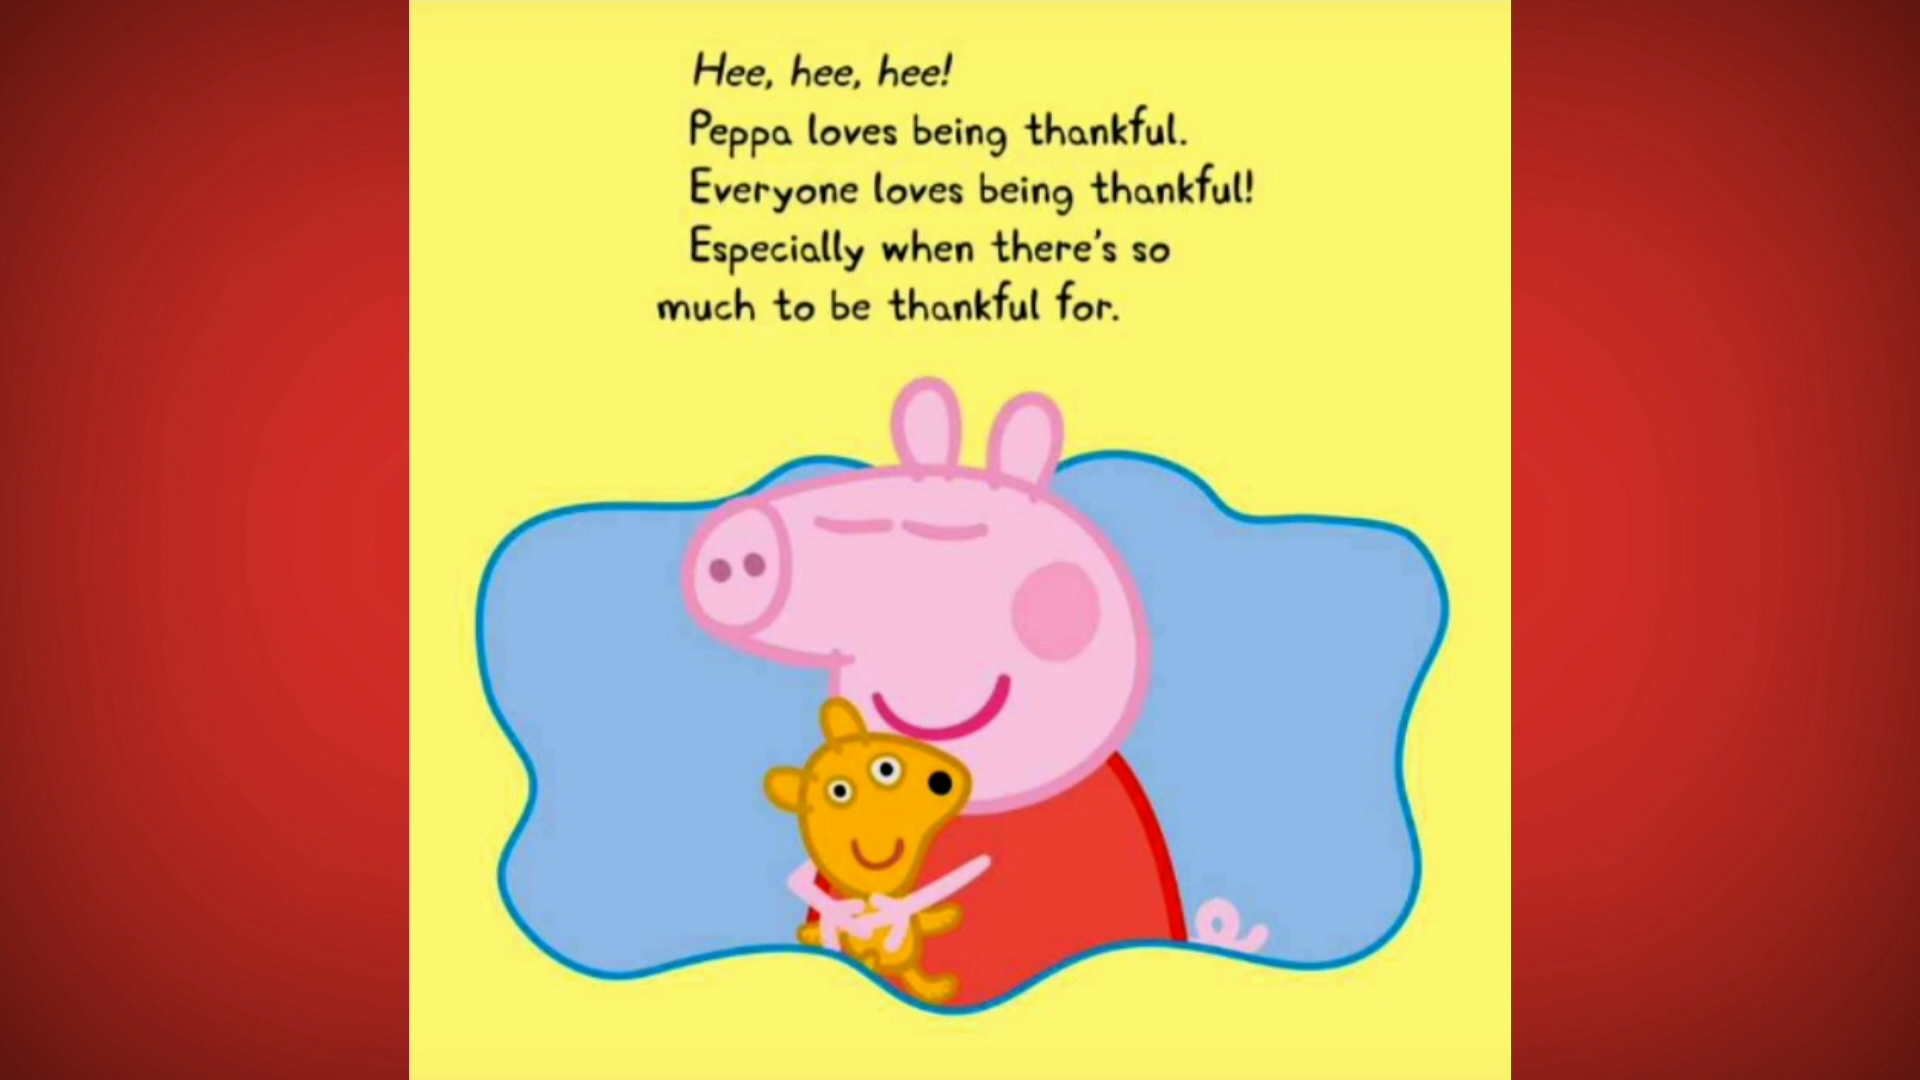 Hee, hee, hee!
Peppa loves being thankful.
Everyone loves being thankful!
Especially when there's so
much to be thankful for.